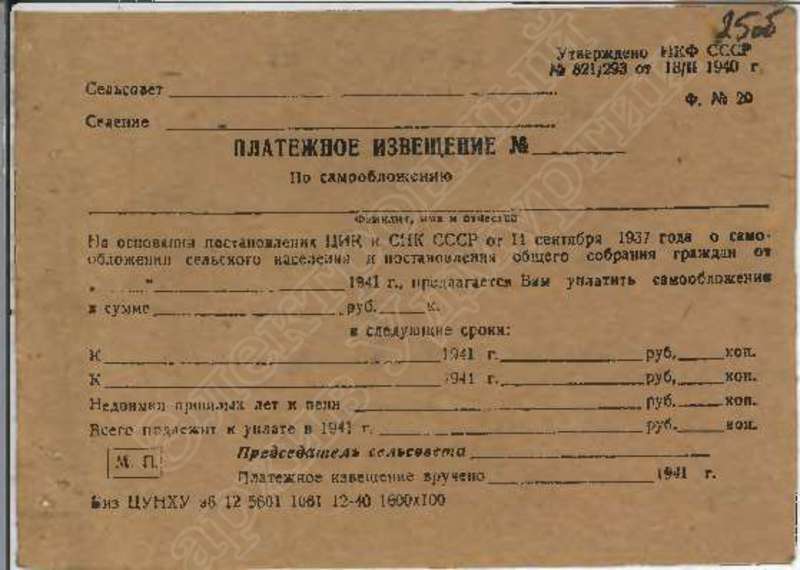 25об
Утверждено НКФ СССР
№ 821/293 от 18/II 1940 г.
Сельсовет
Ф. № 20
Селение
ПЛАТЕЖНОЕ ИЗВЕЩЕНИЕ №
По самообложению
Фамилия, имя и отчество
На основании постановления ЦИК и СНК СССР от 11 сентября 1937 года о само-
обложении сельского населения и постановления общего собрания граждан от
„ “ 1941 г., предлагается Вам уплатить самообложение
в сумме руб. к.
в следующие сроки:
К 1941 г. руб. коп.
К 1941 г. руб. коп.
Недоимки прошлых лет и пени руб. коп.
Всего подлежит к уплате в 1941 г. руб. коп.
М. П.
Председатель сельсовета
Платежное извещение вручено 1941 г.
ЦУНХУ 12 5601 1061 12-40 1600х100
электронный
архив Удмуртии